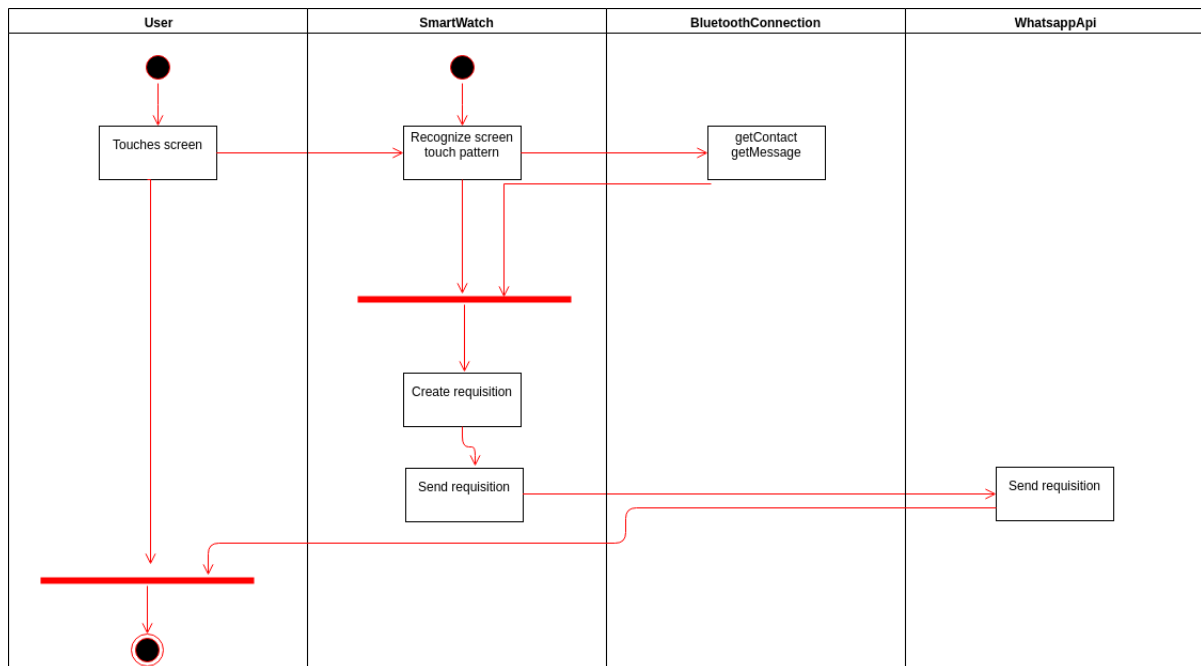 User
SmartWatch
BluetoothConnection
WhatsappApi
Touches screen
Recognize screen
touch pattern
getContact
getMessage
Create requisition
Send requisition
Send requisition